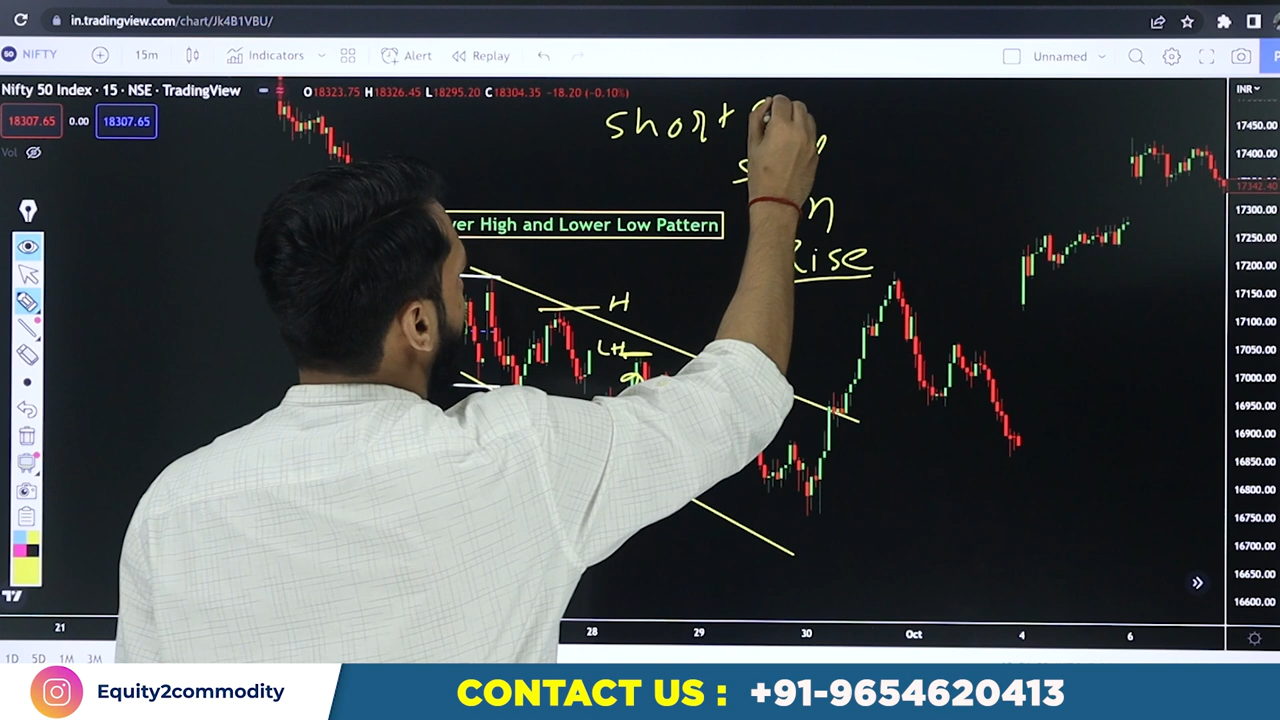 in.tradingview.com/chart/Jk4B1VBU/
NIFTY 15m Indicators Alert Replay Unnamed
Nifty 50 Index · 15 · NSE · TradingView O18323.75 H18326.45 L18295.20 C18304.35 -18.20 (-0.10%) INR
18307.65 0.00 18307.65
Vol
short
Rise
ver High and Lower Low Pattern
H
LH
17450.00
17400.00
17342.40
17300.00
17250.00
17200.00
17150.00
17100.00
17050.00
17000.00
16950.00
16900.00
16850.00
16800.00
16750.00
16700.00
16650.00
16600.00
21 28 29 30 Oct 4 6
1D 5D 1M 3M
Equity2commodity
CONTACT US : +91-9654620413